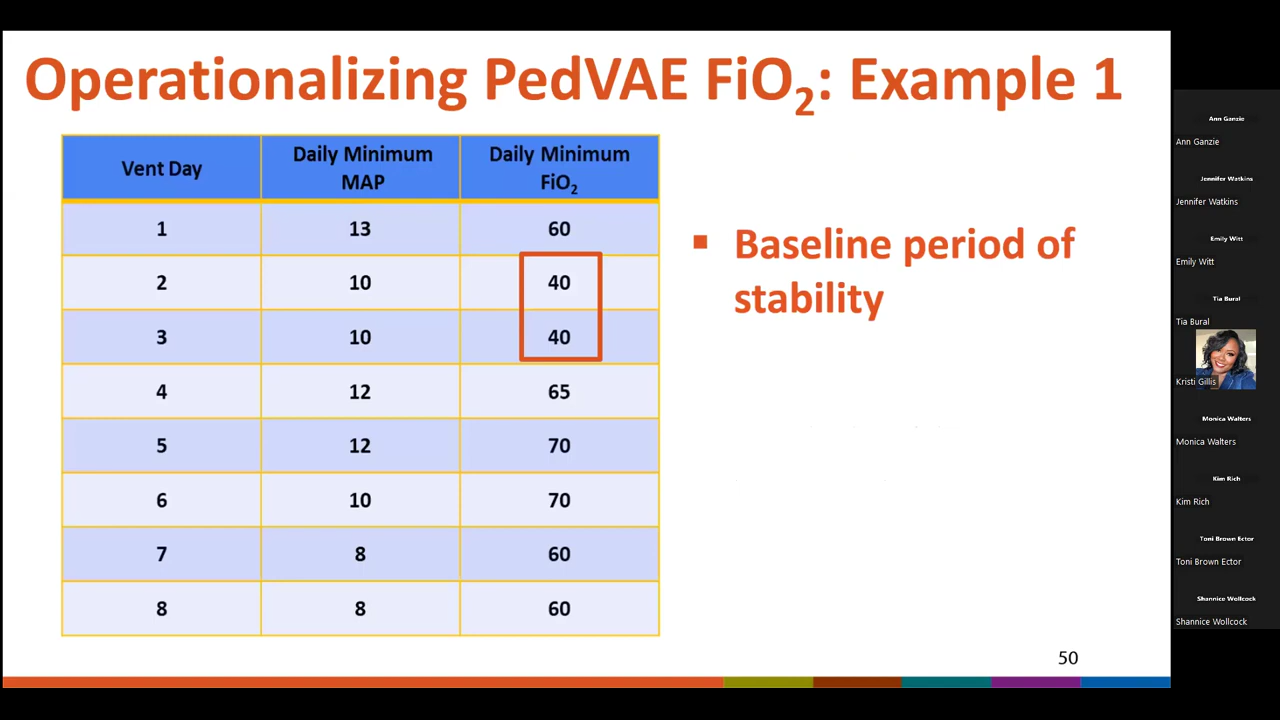 Operationalizing PedVAE FiO₂: Example 1
Vent Day
Daily Minimum
MAP
Daily Minimum
FiO₂
1 13 60
2 10 40
3 10 40
4 12 65
5 12 70
6 10 70
7 8 60
8 8 60
▪ Baseline period of
stability
50
Ann Ganzie
Ann Ganzie
Jennifer Watkins
Jennifer Watkins
Emily Witt
Emily Witt
Tia Bural
Tia Bural
Kristi Gillis
Monica Walters
Monica Walters
Kim Rich
Kim Rich
Toni Brown Ector
Toni Brown Ector
Shannice Wollcock
Shannice Wollcock